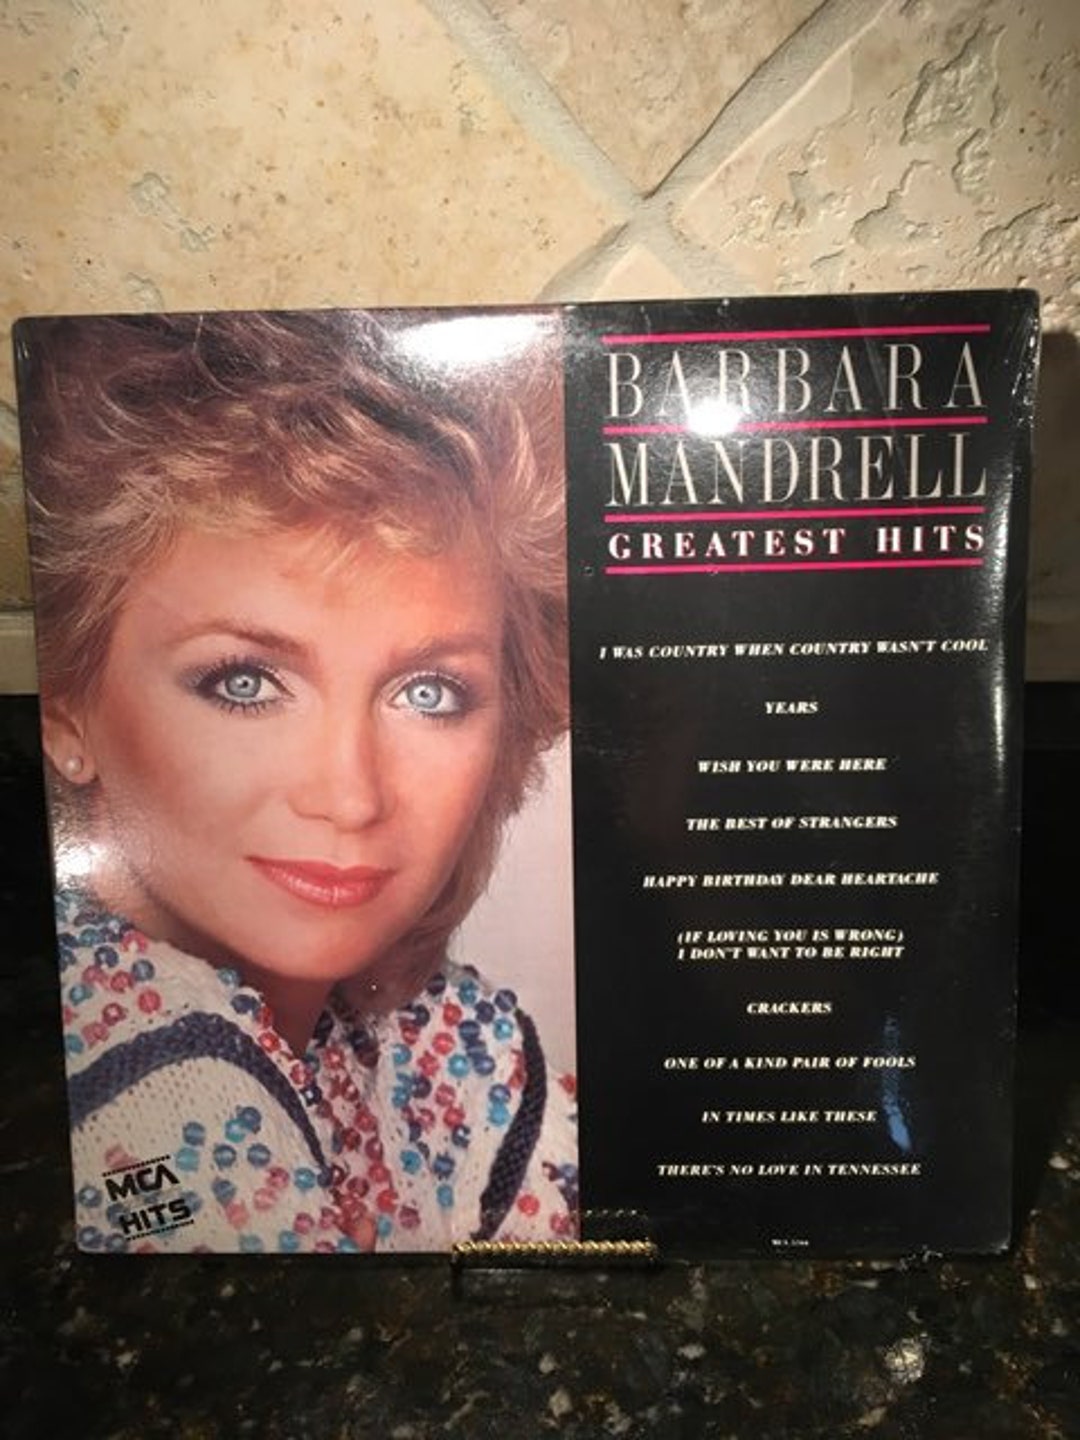 BARBARA
MANDRELL
GREATEST HITS
I WAS COUNTRY WHEN COUNTRY WASN'T COOL
YEARS
WISH YOU WERE HERE
THE BEST OF STRANGERS
HAPPY BIRTHDAY DEAR HEARTACHE
(IF LOVING YOU IS WRONG)
I DON'T WANT TO BE RIGHT
CRACKERS
ONE OF A KIND PAIR OF FOOLS
IN TIMES LIKE THESE
THERE'S NO LOVE IN TENNESSEE
MCA
HITS